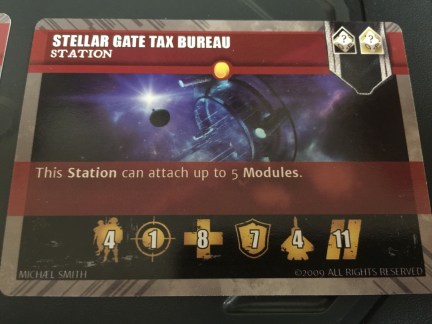 STELLAR GATE TAX BUREAU
STATION
? ?
This Station can attach up to 5 Modules.
4 1 8 7 4 11
MICHAEL SMITH ©2009 ALL RIGHTS RESERVED